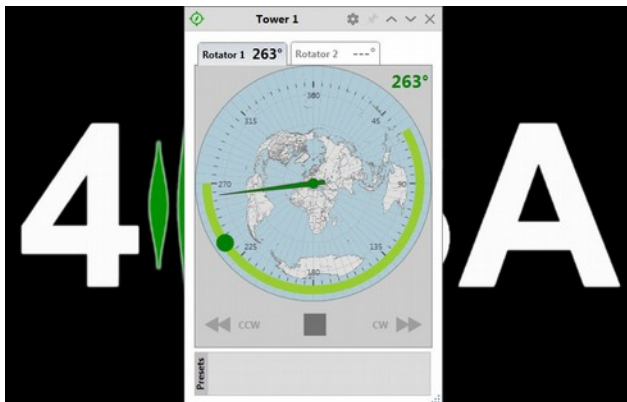 Tower 1
Rotator 1 263° Rotator 2 ---°
263°
360
315 45
270 90
225 135
180
CCW CW
Presets
4 A